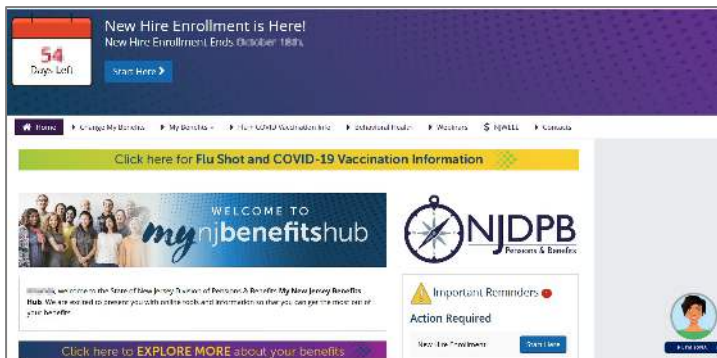 New Hire Enrollment is Here!
New Hire Enrollment Ends October 18th.
54
Days Left
Start Here
Home Change My Benefits My Benefits Flu + COVID Vaccination Info Behavioral Health Webinars $ NJWELL Contacts
Click here for Flu Shot and COVID-19 Vaccination Information
WELCOME TO
mynjbenefitshub
NJDPB
Pensions & Benefits
, welcome to the State of New Jersey Division of Pensions & Benefits My New Jersey Benefits
Hub. We are excited to present you with online tools and information so that you can get the most out of
your benefits
Important Reminders
Action Required
New Hire Enrollment Start Here
Click here to EXPLORE MORE about your benefits